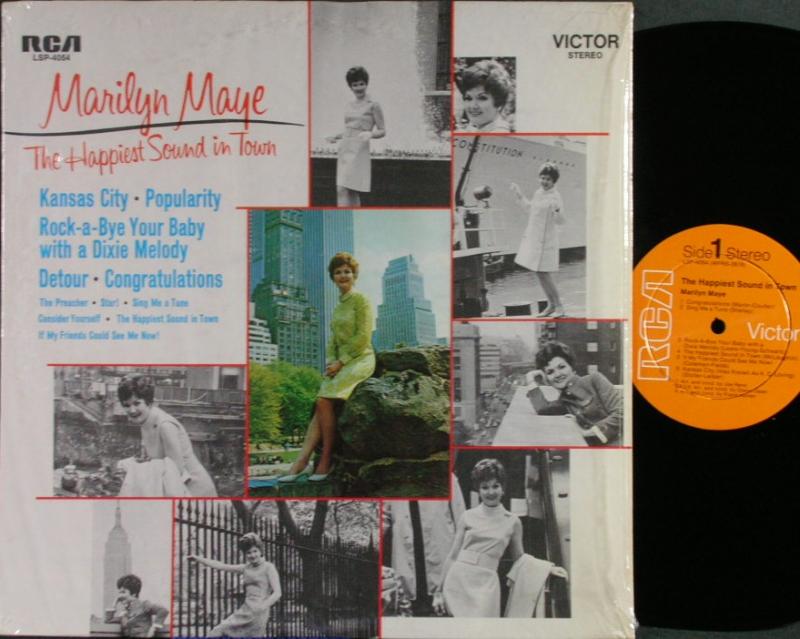 RCA
LSP-4054
VICTOR
STEREO
Marilyn Maye
The Happiest Sound in Town
Kansas City • Popularity
Rock-a-Bye Your Baby
with a Dixie Melody
Detour • Congratulations
The Preacher • Star! • Sing Me a Tune
Consider Yourself • The Happiest Sound in Town
If My Friends Could See Me Now!
CONSTITUTION
Side 1 Stereo
The Happiest Sound in Town
Marilyn Maye
RCA
Victor